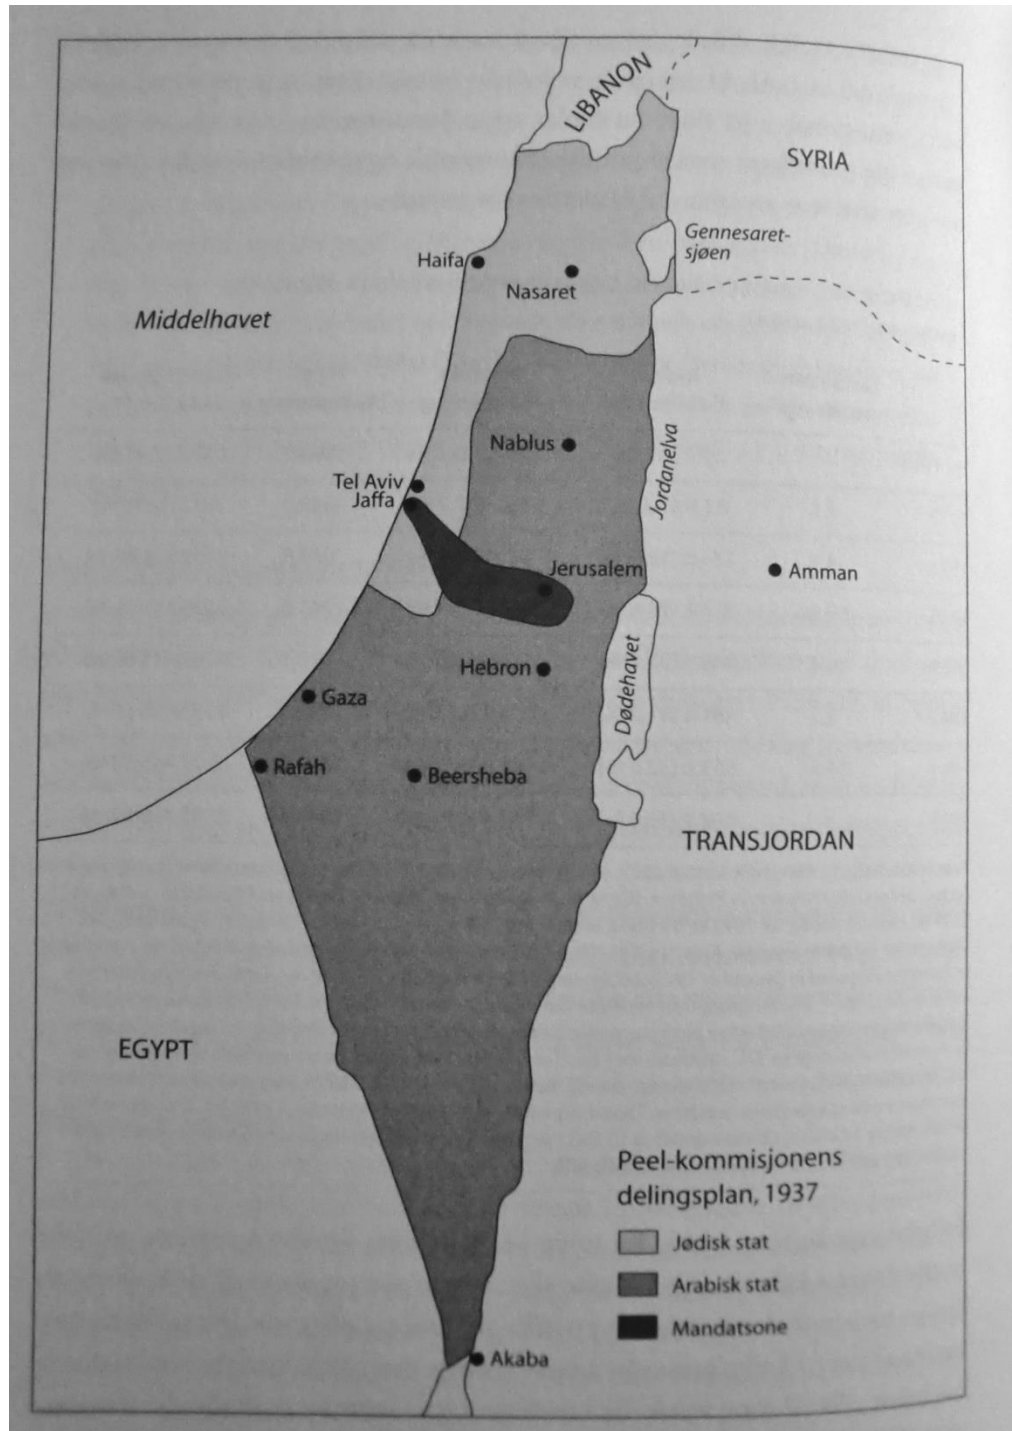 LIBANON
SYRIA
Gennesaret-
sjøen
Haifa
Nasaret
Middelhavet
Nablus
Jordanelva
Tel Aviv
Jaffa
Jerusalem
Amman
Hebron
Dødehavet
Gaza
Rafah
Beersheba
TRANSJORDAN
EGYPT
Peel-kommisjonens
delingsplan, 1937
Jødisk stat
Arabisk stat
Mandatsone
Akaba